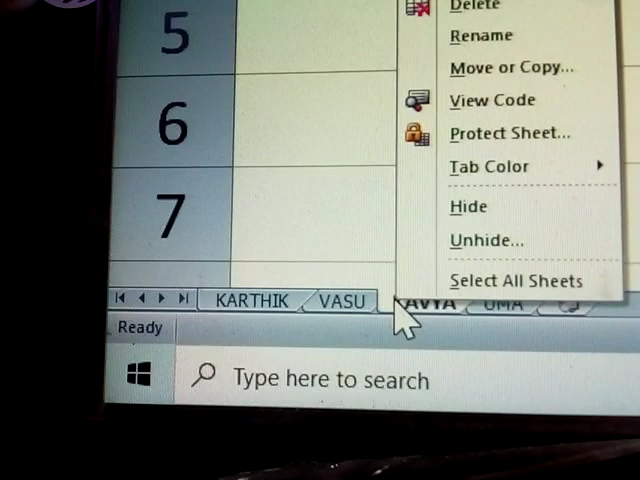 5
6
7
Delete
Rename
Move or Copy...
View Code
Protect Sheet...
Tab Color
Hide
Unhide...
Select All Sheets
KARTHIK VASU AVYA UMA
Ready
Type here to search